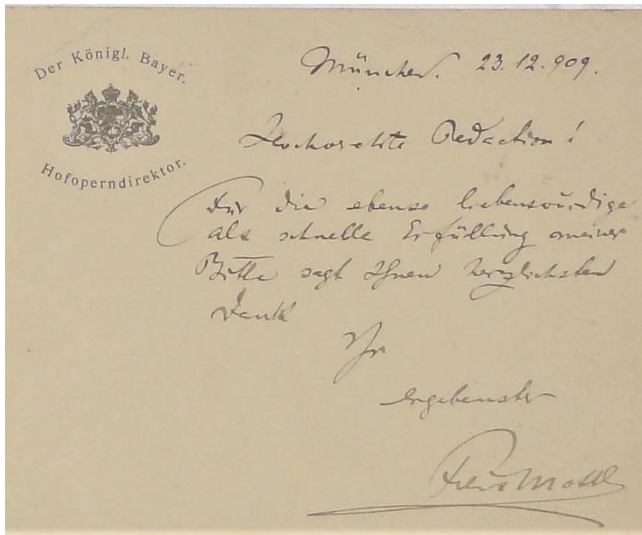 Der Königl. Bayer.
Hofoperndirektor.
München. 23.12.909.
Hochverehrte Redaction!
Für die ebenso liebenswürdige
als schnelle Erfüllung meiner
Bitte sagt Ihnen herzlichsten
Dank
Ihr
ergebenster
Felix Mottl